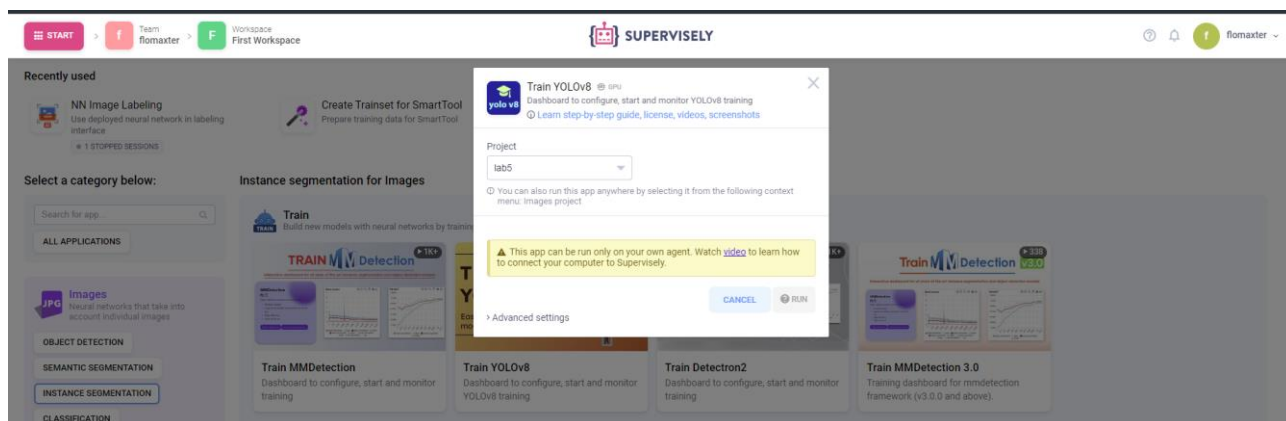 START > f Team flomaxter > F Workspace First Workspace
{ } SUPERVISELY
f flomaxter
Recently used
NN Image Labeling
Use deployed neural network in labeling
interface
1 STOPPED SESSIONS
Create Trainset for SmartTool
Prepare training data for SmartTool
Select a category below:
Search for app...
ALL APPLICATIONS
JPG Images
Neural networks that take into
account individual images
OBJECT DETECTION
SEMANTIC SEGMENTATION
INSTANCE SEGMENTATION
CLASSIFICATION
Instance segmentation for Images
TRAIN Train
Build new models with neural networks by training
yolo v8 Train YOLOv8 GPU
Dashboard to configure, start and monitor YOLOv8 training
Learn step-by-step guide, license, videos, screenshots
Project
lab5
You can also run this app anywhere by selecting it from the following context
menu: Images project
This app can be run only on your own agent. Watch video to learn how
to connect your computer to Supervisely.
CANCEL RUN
> Advanced settings
1K+
TRAIN MM Detection
338
Train MM Detection v3.0
Train MMDetection
Dashboard to configure, start and monitor
training
Train YOLOv8
Dashboard to configure, start and monitor
YOLOv8 training
Train Detectron2
Dashboard to configure, start and monitor
training
Train MMDetection 3.0
Training dashboard for mmdetection
framework (v3.0.0 and above).